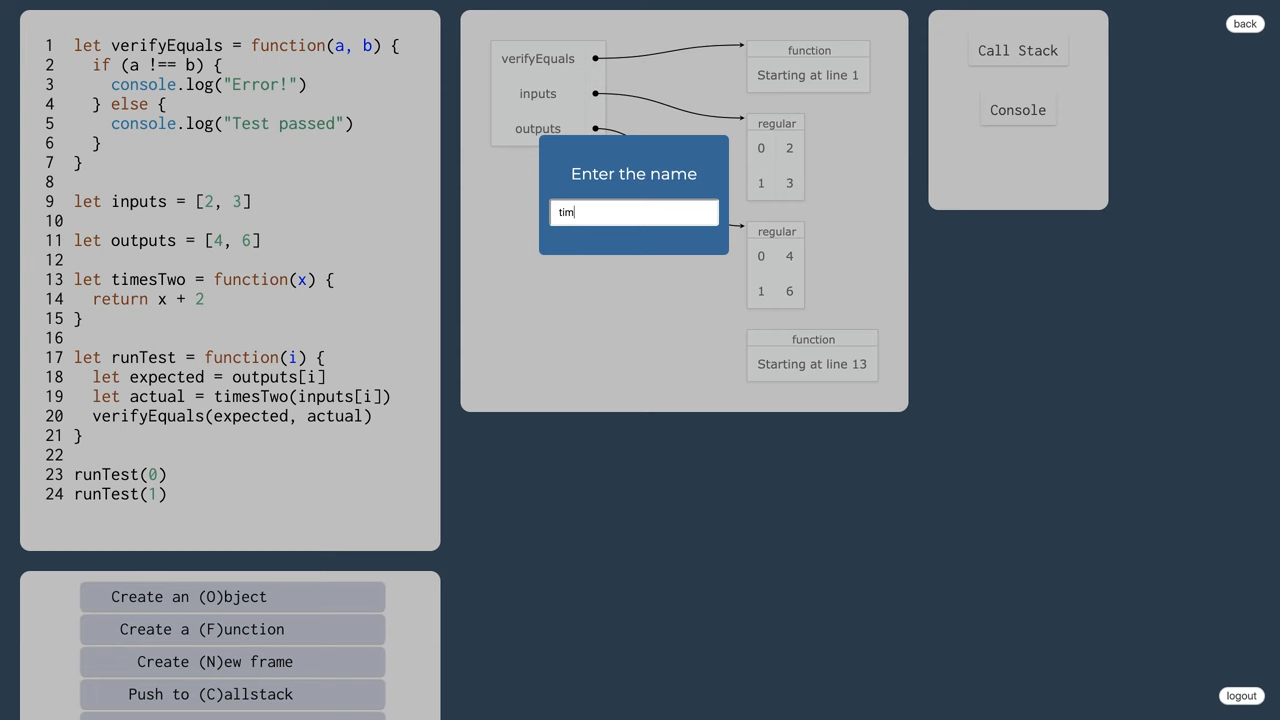 1 let verifyEquals = function(a, b) {
2 if (a !== b) {
3 console.log("Error!")
4 } else {
5 console.log("Test passed")
6 }
7 }
8
9 let inputs = [2, 3]
10
11 let outputs = [4, 6]
12
13 let timesTwo = function(x) {
14 return x + 2
15 }
16
17 let runTest = function(i) {
18 let expected = outputs[i]
19 let actual = timesTwo(inputs[i])
20 verifyEquals(expected, actual)
21 }
22
23 runTest(0)
24 runTest(1)
Create an (O)bject
Create a (F)unction
Create (N)ew frame
Push to (C)allstack
verifyEquals
inputs
outputs
Enter the name
tim
function
Starting at line 1
regular
0 2
1 3
regular
0 4
1 6
function
Starting at line 13
Call Stack
Console
back
logout